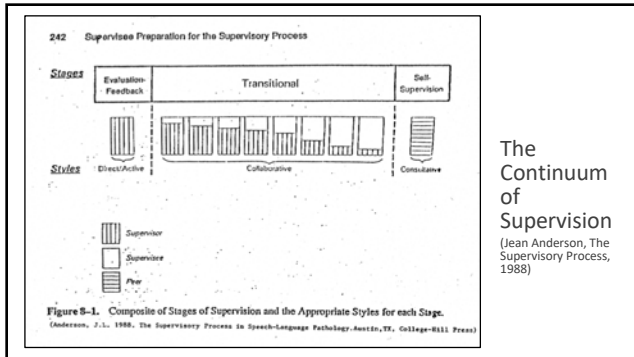 242 Supervisee Preparation for the Supervisory Process
Stages
Evaluation-
Feedback
Transitional
Self-
Supervision
Styles
Direct/Active
Collaborative
Consultative
Supervisor
Supervisee
Peer
Figure 8–1. Composite of Stages of Supervision and the Appropriate Styles for each Stage.
(Anderson, J.L. 1988. The Supervisory Process in Speech-Language Pathology.Austin,TX, College-Hill Press)
The
Continuum
of
Supervision
(Jean Anderson, The
Supervisory Process,
1988)